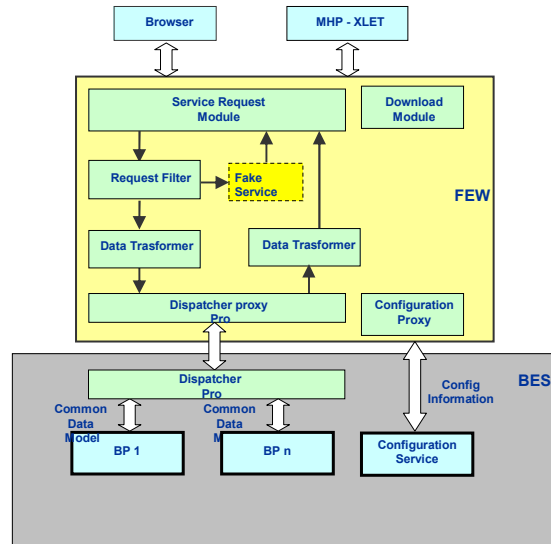 Browser
MHP - XLET
Service Request
Module
Download
Module
Request Filter
Fake
Service
FEW
Data Trasformer
Data Trasformer
Dispatcher proxy
Pro
Configuration
Proxy
BES
Dispatcher
Pro
Config
Information
Common
Data
Model
Common
Data
M
BP 1
BP n
Configuration
Service